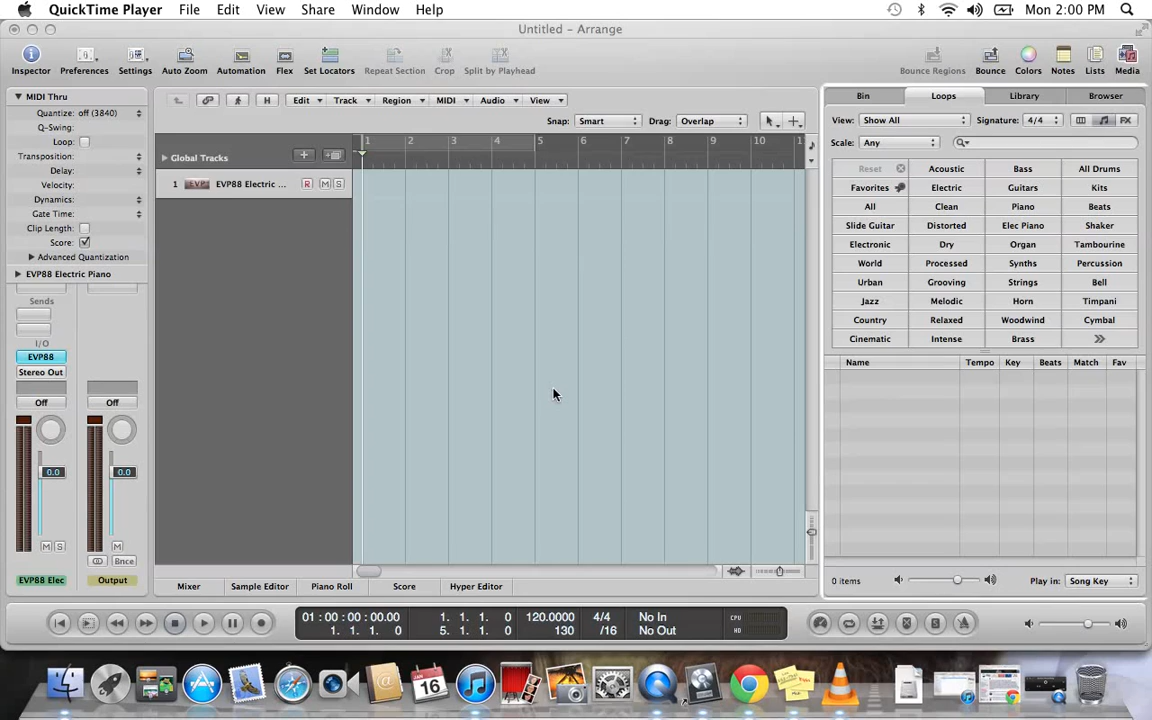 QuickTime Player File Edit View Share Window Help Mon 2:00 PM
Untitled – Arrange
Inspector Preferences Settings Auto Zoom Automation Flex Set Locators Repeat Section Crop Split by Playhead Bounce Regions Bounce Colors Notes Lists Media
MIDI Thru
Quantize: off (3840)
Q-Swing:
Loop:
Transposition:
Delay:
Velocity:
Dynamics:
Gate Time:
Clip Length:
Score:
Advanced Quantization
EVP88 Electric Piano
Sends
I/O
EVP88
Stereo Out
Off Off
0.0 0.0
M S M
Bnce
EVP88 Elec Output
H Edit Track Region MIDI Audio View
Snap: Smart Drag: Overlap
1 2 3 4 5 6 7 8 9 10 1
Global Tracks
1 EVP88 Electric ... R M S
Mixer Sample Editor Piano Roll Score Hyper Editor
Bin Loops Library Browser
View: Show All Signature: 4/4 FX
Scale: Any
Reset Acoustic Bass All Drums
Favorites Electric Guitars Kits
All Clean Piano Beats
Slide Guitar Distorted Elec Piano Shaker
Electronic Dry Organ Tambourine
World Processed Synths Percussion
Urban Grooving Strings Bell
Jazz Melodic Horn Timpani
Country Relaxed Woodwind Cymbal
Cinematic Intense Brass
Name Tempo Key Beats Match Fav
0 items Play in: Song Key
01:00:00:00.00 1. 1. 1. 0 120.0000 4/4 No In CPU
1. 1. 1. 0 5. 1. 1. 0 130 /16 No Out HD
S
16